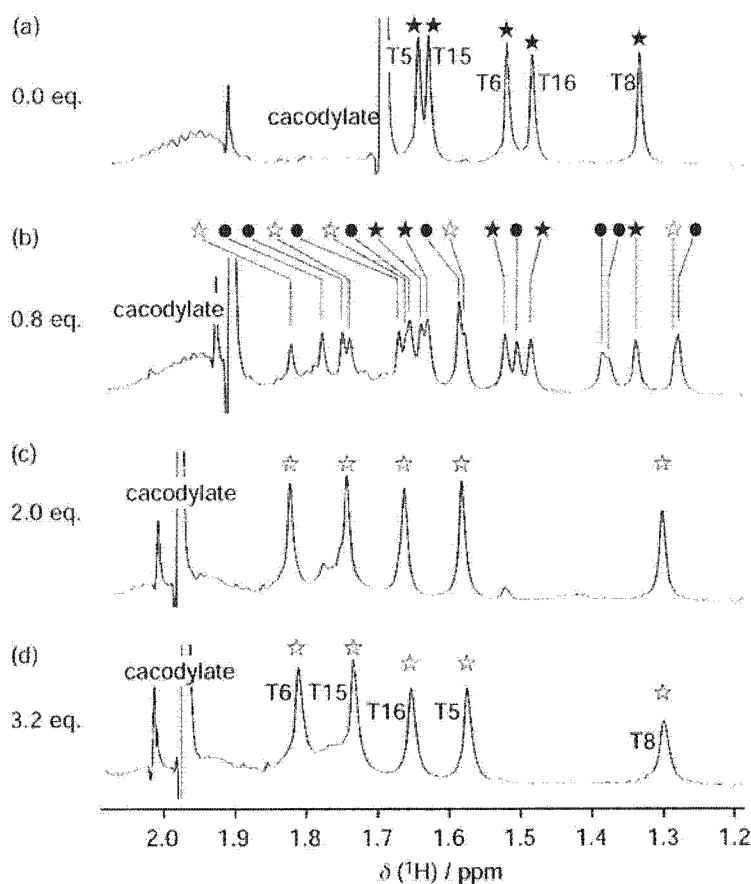 (a)
0.0 eq.
cacodylate
T5 T15
T6 T16
T8
(b)
0.8 eq.
cacodylate
(c)
2.0 eq.
cacodylate
(d)
3.2 eq.
cacodylate
T6 T15 T16 T5 T8
2.0 1.9 1.8 1.7 1.6 1.5 1.4 1.3 1.2
δ (¹H) / ppm